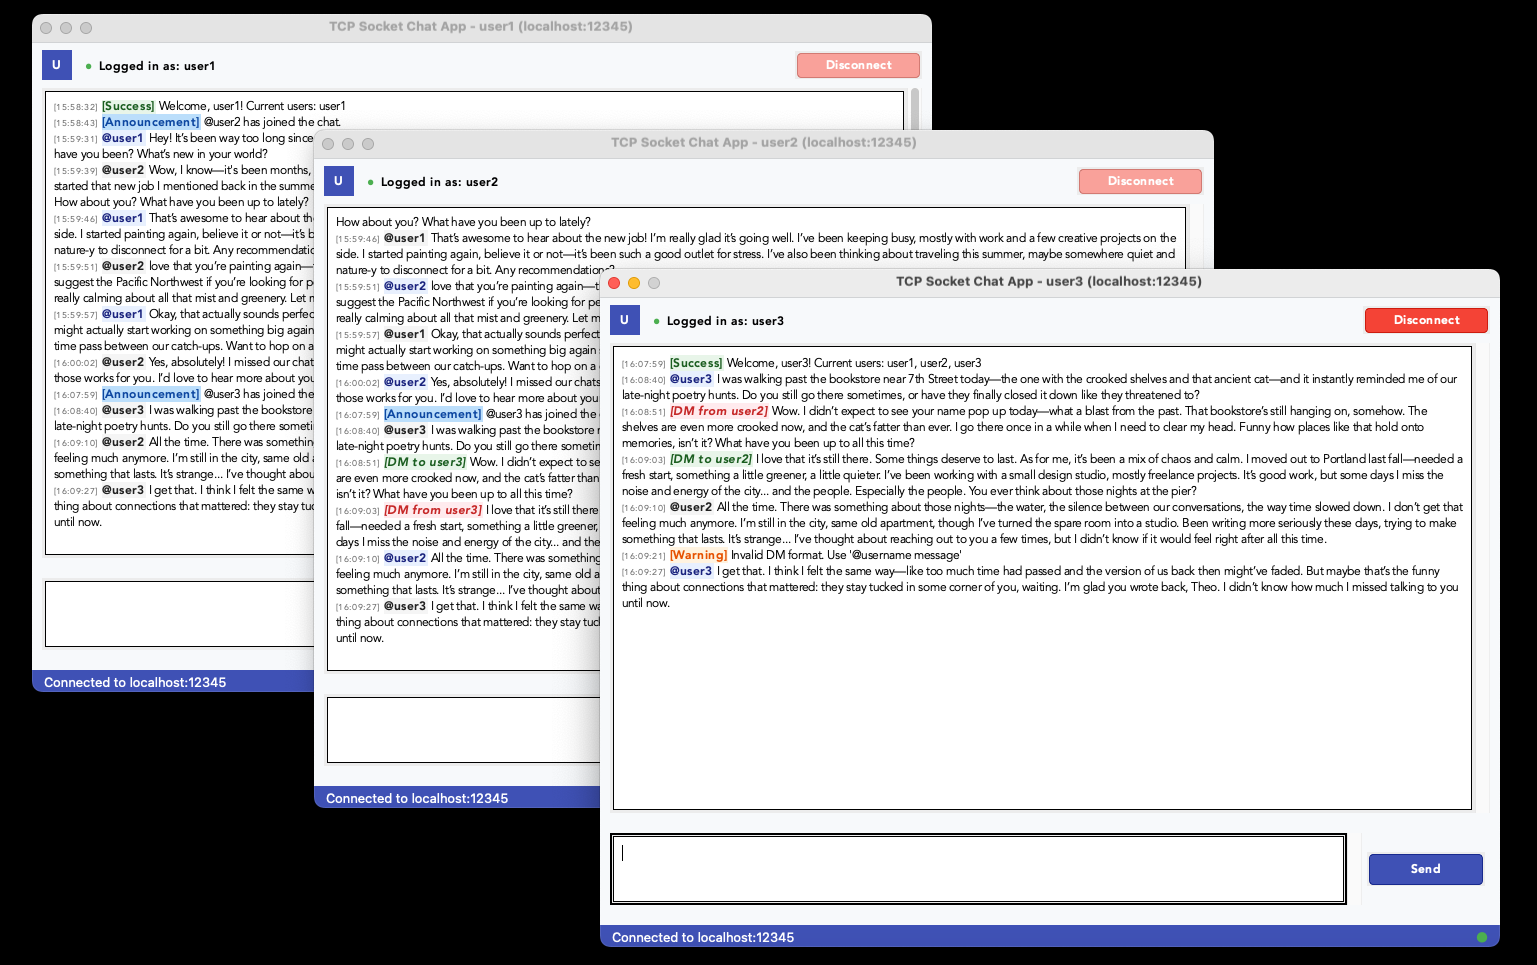 TCP Socket Chat App - user1 (localhost:12345)
U
Logged in as: user1
Disconnect
[15:58:32] [Success] Welcome, user1! Current users: user1
[15:58:43] [Announcement] @user2 has joined the chat.
[15:59:31] @user1 Hey! It's been way too long since
have you been? What's new in your world?
[15:59:39] @user2 Wow, I know—it's been months,
started that new job I mentioned back in the summe
How about you? What have you been up to lately?
[15:59:46] @user1 That's awesome to hear about th
side. I started painting again, believe it or not—it's b
nature-y to disconnect for a bit. Any recommendatio
[15:59:51] @user2 love that you're painting again—
suggest the Pacific Northwest if you're looking for p
really calming about all that mist and greenery. Let m
[15:59:57] @user1 Okay, that actually sounds perfec
might actually start working on something big again
time pass between our catch-ups. Want to hop on a
[16:00:02] @user2 Yes, absolutely! I missed our chat
those works for you. I'd love to hear more about you
[16:07:59] [Announcement] @user3 has joined the
[16:08:40] @user3 I was walking past the bookstore
late-night poetry hunts. Do you still go there someti
[16:09:10] @user2 All the time. There was somethin
feeling much anymore. I'm still in the city, same old a
something that lasts. It's strange... I've thought abou
[16:09:27] @user3 I get that. I think I felt the same w
thing about connections that mattered: they stay tuc
until now.
Connected to localhost:12345
TCP Socket Chat App - user2 (localhost:12345)
U
Logged in as: user2
Disconnect
How about you? What have you been up to lately?
[15:59:46] @user1 That's awesome to hear about the new job! I'm really glad it's going well. I've been keeping busy, mostly with work and a few creative projects on the
side. I started painting again, believe it or not—it's been such a good outlet for stress. I've also been thinking about traveling this summer, maybe somewhere quiet and
nature-y to disconnect for a bit. Any recommendations?
[15:59:51] @user2 love that you're painting again—t
suggest the Pacific Northwest if you're looking for pe
really calming about all that mist and greenery. Let m
[15:59:57] @user1 Okay, that actually sounds perfect
might actually start working on something big again
time pass between our catch-ups. Want to hop on a
[16:00:02] @user2 Yes, absolutely! I missed our chats
those works for you. I'd love to hear more about you
[16:07:59] [Announcement] @user3 has joined the
[16:08:40] @user3 I was walking past the bookstore
late-night poetry hunts. Do you still go there sometim
[16:08:51] [DM to user3] Wow. I didn't expect to se
are even more crooked now, and the cat's fatter than
isn't it? What have you been up to all this time?
[16:09:03] [DM from user3] I love that it's still there
fall—needed a fresh start, something a little greener,
days I miss the noise and energy of the city... and the
[16:09:10] @user2 All the time. There was something
feeling much anymore. I'm still in the city, same old a
something that lasts. It's strange... I've thought about
[16:09:27] @user3 I get that. I think I felt the same wa
thing about connections that mattered: they stay tuc
until now.
Connected to localhost:12345
TCP Socket Chat App - user3 (localhost:12345)
U
Logged in as: user3
Disconnect
[16:07:59] [Success] Welcome, user3! Current users: user1, user2, user3
[16:08:40] @user3 I was walking past the bookstore near 7th Street today—the one with the crooked shelves and that ancient cat—and it instantly reminded me of our
late-night poetry hunts. Do you still go there sometimes, or have they finally closed it down like they threatened to?
[16:08:51] [DM from user2] Wow. I didn't expect to see your name pop up today—what a blast from the past. That bookstore's still hanging on, somehow. The
shelves are even more crooked now, and the cat's fatter than ever. I go there once in a while when I need to clear my head. Funny how places like that hold onto
memories, isn't it? What have you been up to all this time?
[16:09:03] [DM to user2] I love that it's still there. Some things deserve to last. As for me, it's been a mix of chaos and calm. I moved out to Portland last fall—needed a
fresh start, something a little greener, a little quieter. I've been working with a small design studio, mostly freelance projects. It's good work, but some days I miss the
noise and energy of the city... and the people. Especially the people. You ever think about those nights at the pier?
[16:09:10] @user2 All the time. There was something about those nights—the water, the silence between our conversations, the way time slowed down. I don't get that
feeling much anymore. I'm still in the city, same old apartment, though I've turned the spare room into a studio. Been writing more seriously these days, trying to make
something that lasts. It's strange... I've thought about reaching out to you a few times, but I didn't know if it would feel right after all this time.
[16:09:21] [Warning] Invalid DM format. Use '@username message'
[16:09:27] @user3 I get that. I think I felt the same way—like too much time had passed and the version of us back then might've faded. But maybe that's the funny
thing about connections that mattered: they stay tucked in some corner of you, waiting. I'm glad you wrote back, Theo. I didn't know how much I missed talking to you
until now.
Send
Connected to localhost:12345